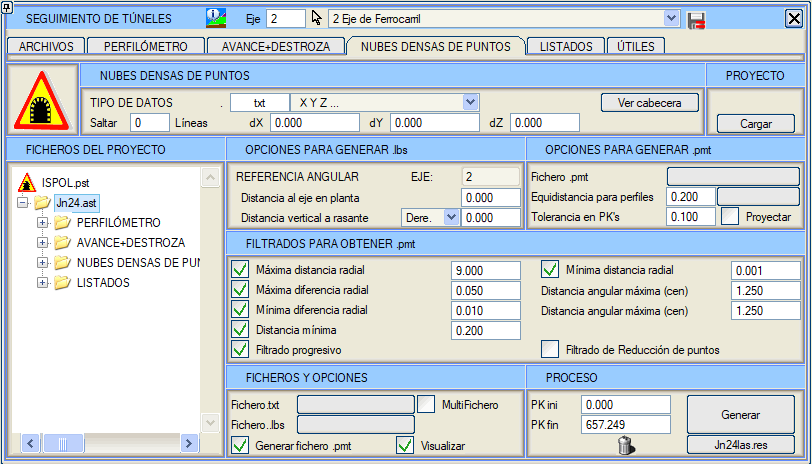 SEGUIMIENTO DE TÚNELES Eje 2 2 Eje de Ferrocarril
ARCHIVOS PERFILÓMETRO AVANCE+DESTROZA NUBES DENSAS DE PUNTOS LISTADOS ÚTILES
NUBES DENSAS DE PUNTOS
TIPO DE DATOS . txt X Y Z ... Ver cabecera
Saltar 0 Líneas dX 0.000 dY 0.000 dZ 0.000
PROYECTO
Cargar
FICHEROS DEL PROYECTO
ISPOL.pst
Jn24.ast
PERFILÓMETRO
AVANCE+DESTROZA
NUBES DENSAS DE PUN
LISTADOS
OPCIONES PARA GENERAR .lbs
REFERENCIA ANGULAR EJE: 2
Distancia al eje en planta 0.000
Distancia vertical a rasante Dere. 0.000
OPCIONES PARA GENERAR .pmt
Fichero .pmt
Equidistancia para perfiles 0.200
Tolerancia en PK's 0.100 Proyectar
FILTRADOS PARA OBTENER .pmt
Máxima distancia radial 9.000 Mínima distancia radial 0.001
Máxima diferencia radial 0.050 Distancia angular máxima (cen) 1.250
Mínima diferencia radial 0.010 Distancia angular máxima (cen) 1.250
Distancia mínima 0.200
Filtrado progresivo Filtrado de Reducción de puntos
FICHEROS Y OPCIONES
Fichero.txt MultiFichero
Fichero..lbs
Generar fichero .pmt Visualizar
PROCESO
PK ini 0.000 Generar
PK fin 657.249
Jn24las.res